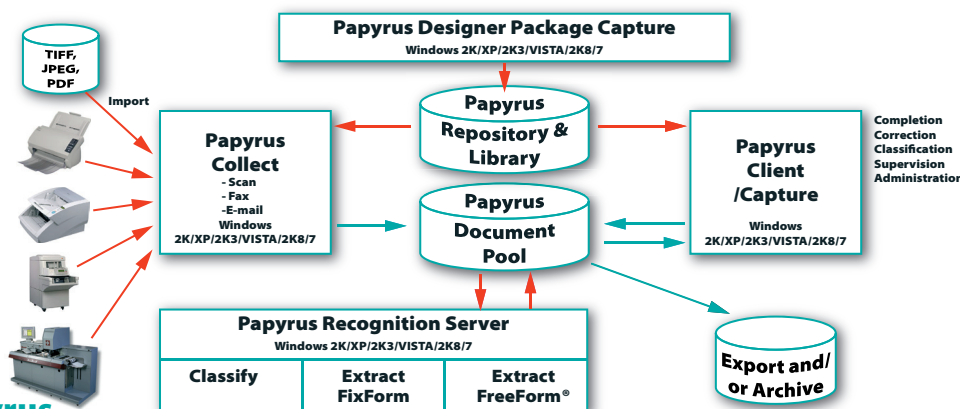 Papyrus Designer Package Capture
Windows 2K/XP/2K3/VISTA/2K8/7
TIFF,
JPEG,
PDF
Import
Papyrus
Collect
- Scan
- Fax
-E-mail
Windows
2K/XP/2K3/VISTA/2K8/7
Papyrus
Repository &
Library
Papyrus
Document
Pool
Papyrus
Client
/Capture
Windows
2K/XP/2K3/VISTA/2K8/7
Completion
Correction
Classification
Supervision
Administration
Papyrus Recognition Server
Windows 2K/XP/2K3/VISTA/2K8/7
Classify
Extract
FixForm
Extract
FreeForm®
Export and/
or Archive